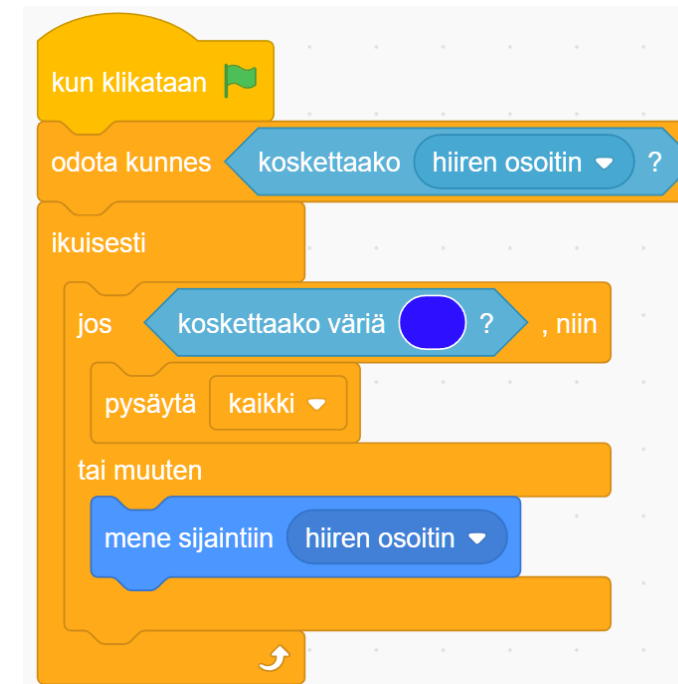 kun klikataan
odota kunnes koskettaako hiiren osoitin ?
ikuisesti
jos koskettaako väriä ? , niin
pysäytä kaikki
tai muuten
mene sijaintiin hiiren osoitin